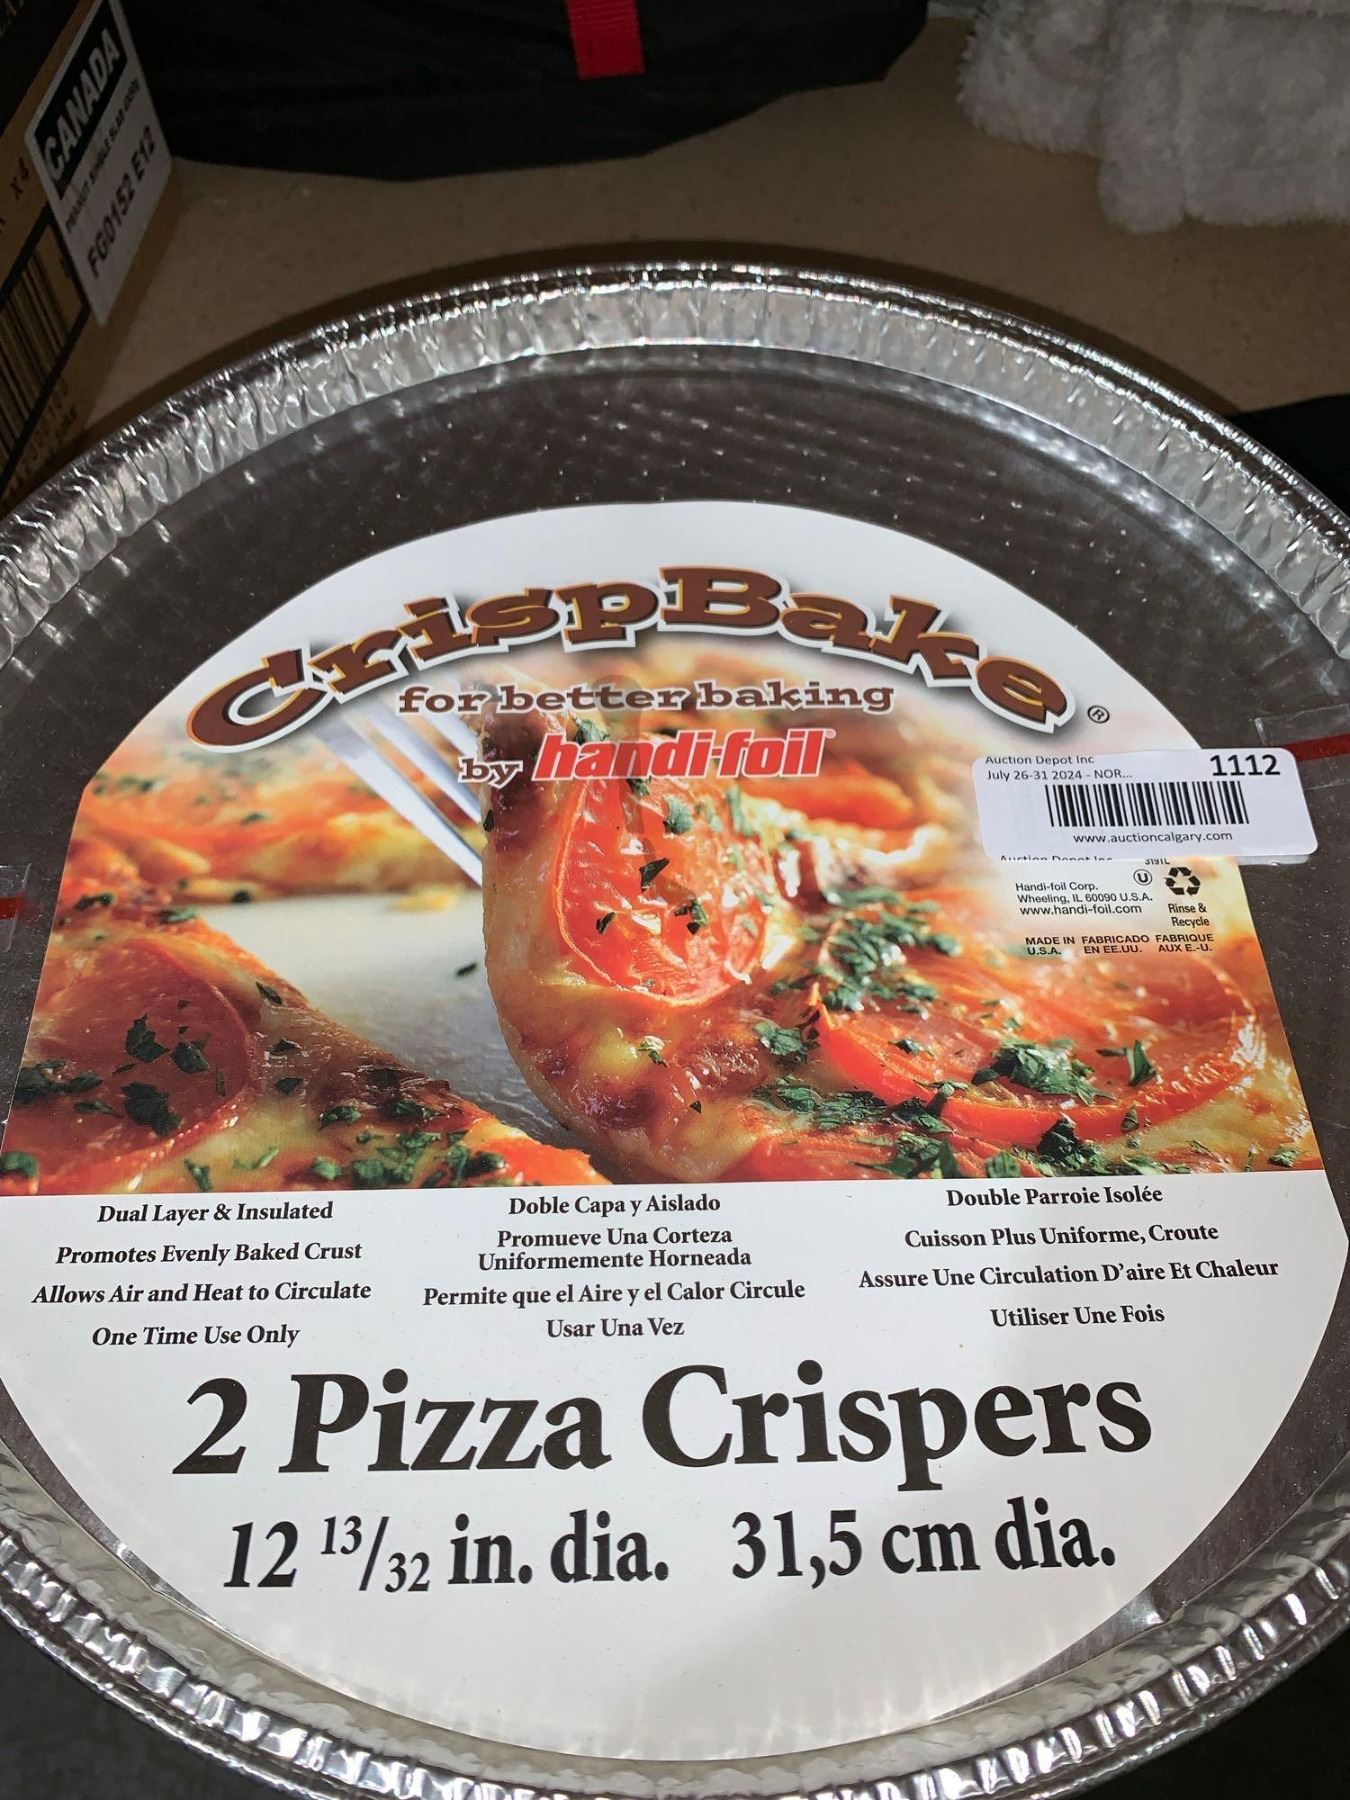 CANADA
FG0152 E12
X4
CrispBake®
for better baking
by handi-foil®
Auction Depot Inc
1112
July 26-31 2024 - NOR...
www.auctioncalgary.com
Auction Depot Inc
3191L
Handi-foil Corp.
Wheeling, IL 60090 U.S.A.
www.handi-foil.com
U
Rinse &
Recycle
MADE IN U.S.A.
FABRICADO EN EE.UU.
FABRIQUE AUX E.-U.
Dual Layer & Insulated
Promotes Evenly Baked Crust
Allows Air and Heat to Circulate
One Time Use Only
Doble Capa y Aislado
Promueve Una Corteza
Uniformemente Horneada
Permite que el Aire y el Calor Circule
Usar Una Vez
Double Parroie Isolée
Cuisson Plus Uniforme, Croute
Assure Une Circulation D'aire Et Chaleur
Utiliser Une Fois
2 Pizza Crispers
12 13/32 in. dia. 31,5 cm dia.